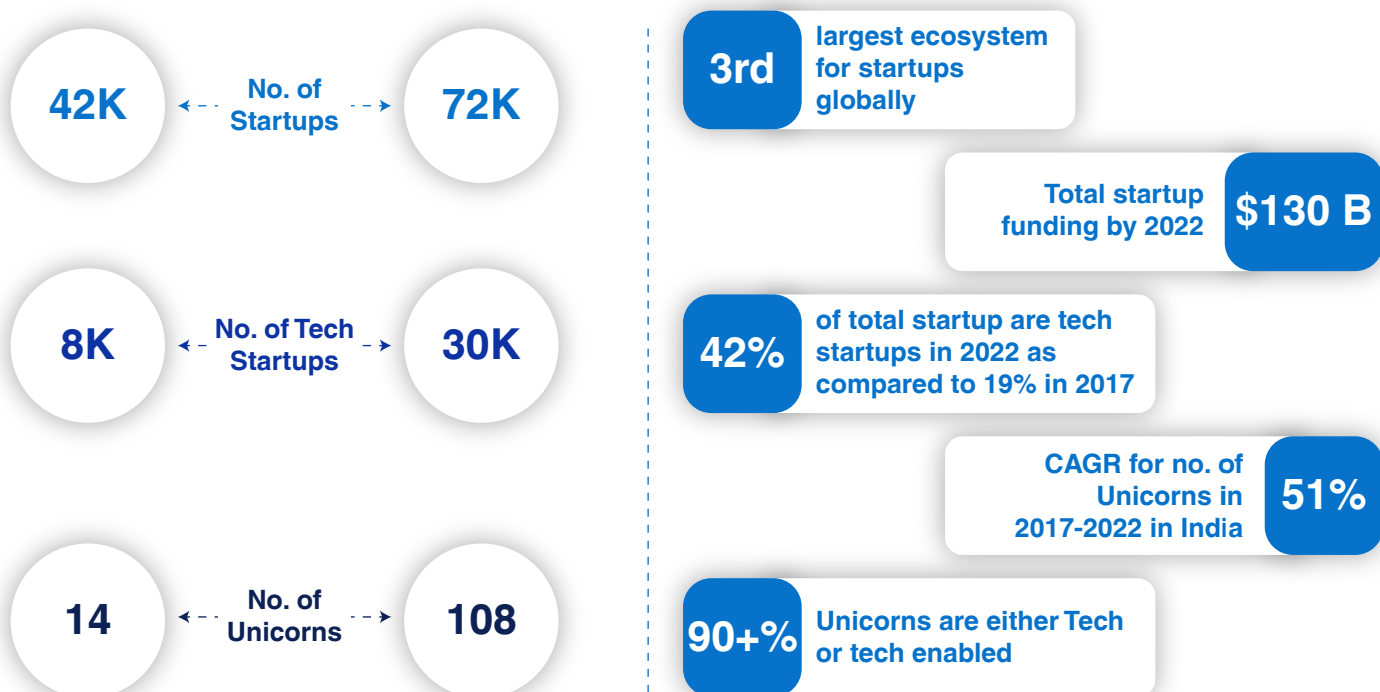 42K
No. of
Startups
72K
8K
No. of Tech
Startups
30K
14
No. of
Unicorns
108
3rd
largest ecosystem
for startups
globally
Total startup
funding by 2022
$130 B
42%
of total startup are tech
startups in 2022 as
compared to 19% in 2017
CAGR for no. of
Unicorns in
2017-2022 in India
51%
90+%
Unicorns are either Tech
or tech enabled